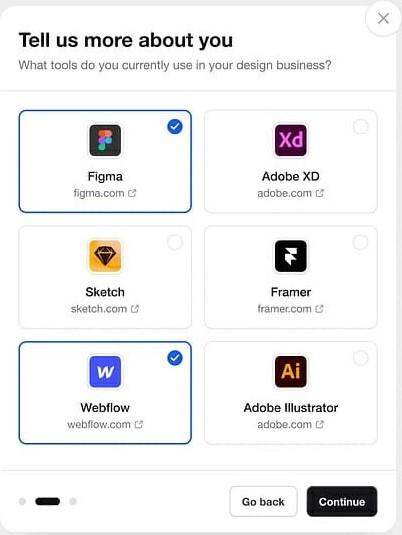 Tell us more about you
What tools do you currently use in your design business?
Figma
figma.com
Xd
Adobe XD
adobe.com
Sketch
sketch.com
Framer
framer.com
W
Webflow
webflow.com
Ai
Adobe Illustrator
adobe.com
Go back
Continue